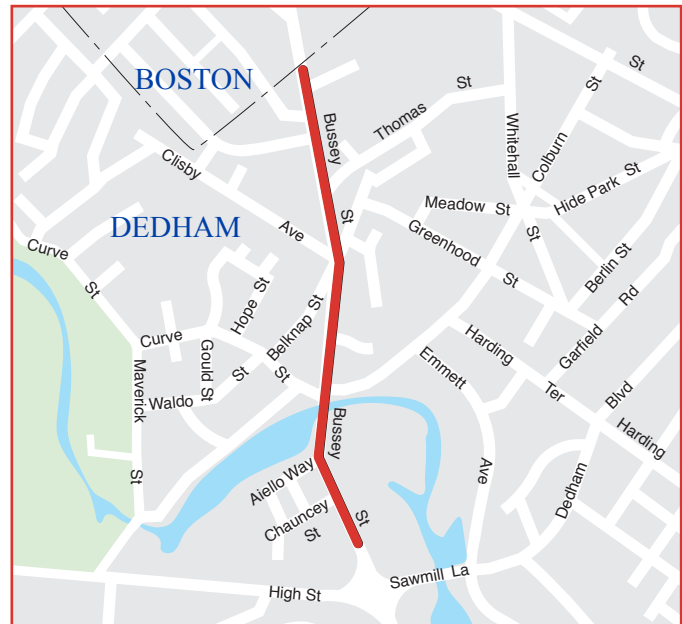 BOSTON
St
St
St
Thomas
Bussey
Whitehall
Colburn
Clisby
Hide Park St
Meadow St
DEDHAM
St
Ave
Greenhood
St
St
Curve
St
Berlin St
Rd
Hope St
Belknap St
Curve
Gould St
St
St
Waldo
Maverick
St
Harding
Ter
Garfield
Emmett
Blvd
Harding
Bussey
St
Aiello Way
Chauncey
St
Ave
Dedham
High St
Sawmill La